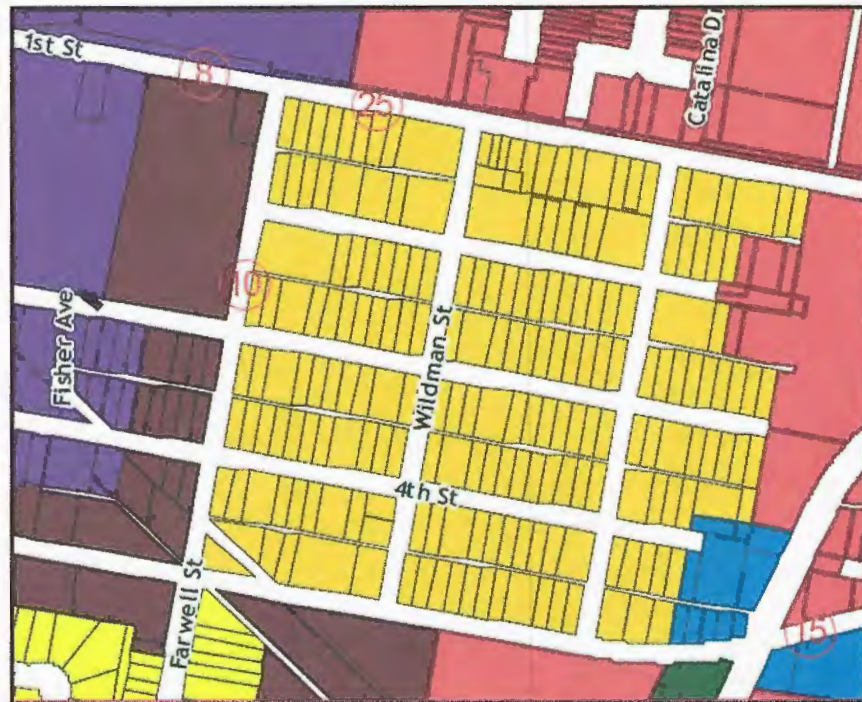 1st St
8
25
Catalina Dr
10
Fisher Ave
Wildman St
4th St
Farwell St
15